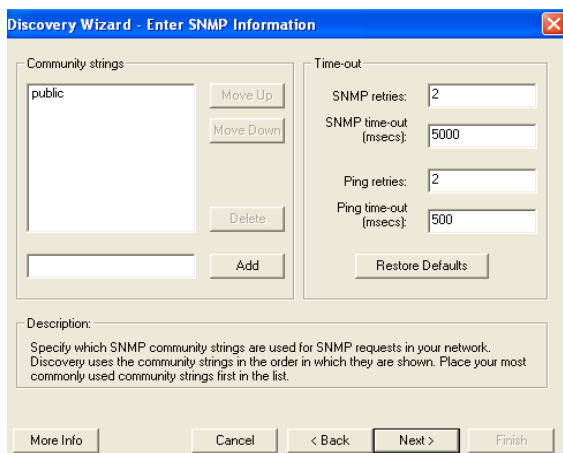 Discovery Wizard - Enter SNMP Information
Community strings
public
Move Up
Move Down
Delete
Add
Time-out
SNMP retries: 2
SNMP time-out
(msecs): 5000
Ping retries: 2
Ping time-out
(msecs): 500
Restore Defaults
Description:
Specify which SNMP community strings are used for SNMP requests in your network.
Discovery uses the community strings in the order in which they are shown. Place your most
commonly used community strings first in the list.
More Info
Cancel
< Back
Next >
Finish